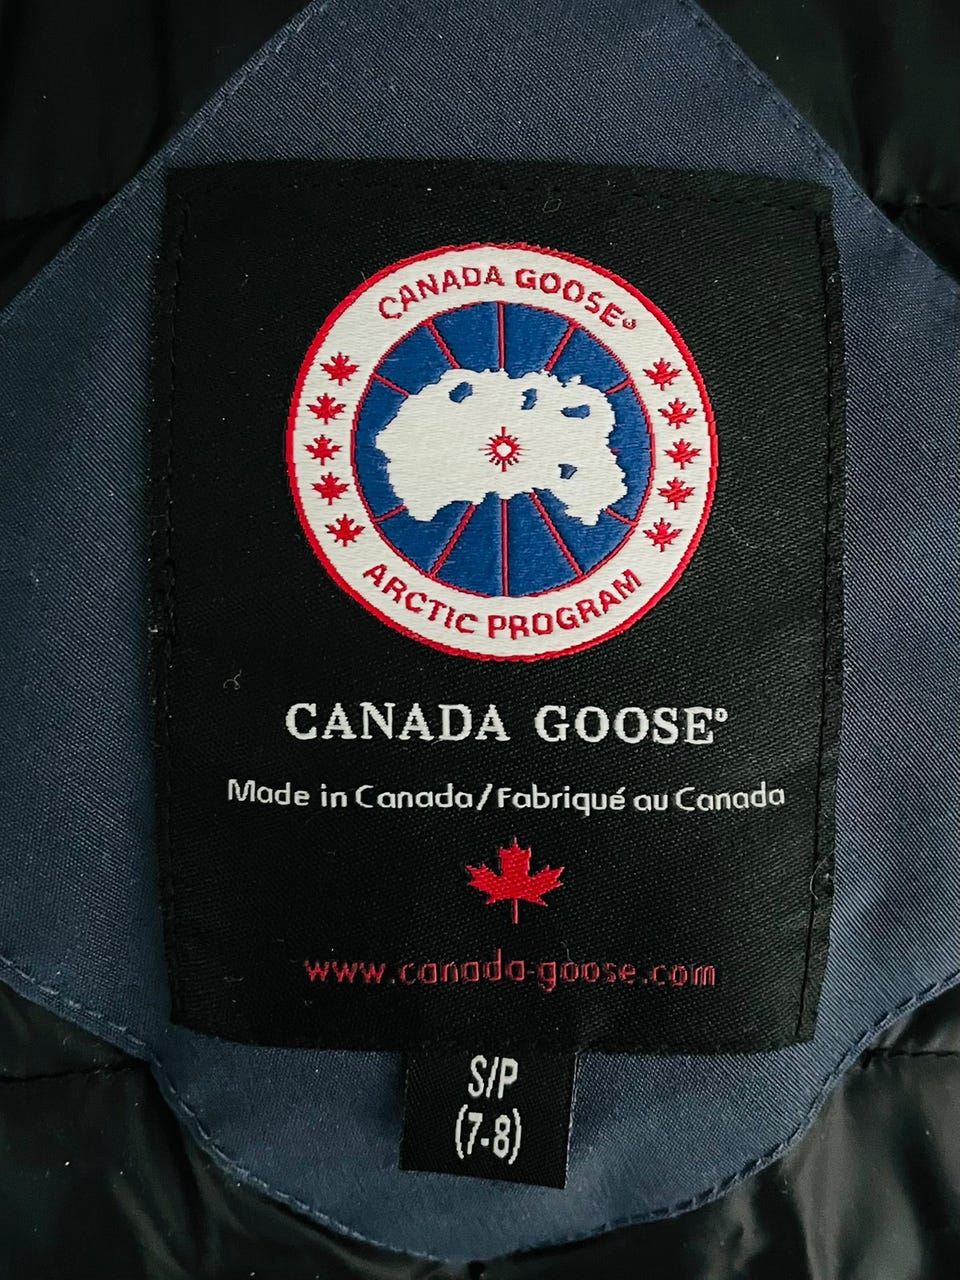 CANADA GOOSE®
ARCTIC PROGRAM
CANADA GOOSE®
Made in Canada/Fabriqué au Canada
www.canada-goose.com
S/P
(7-8)